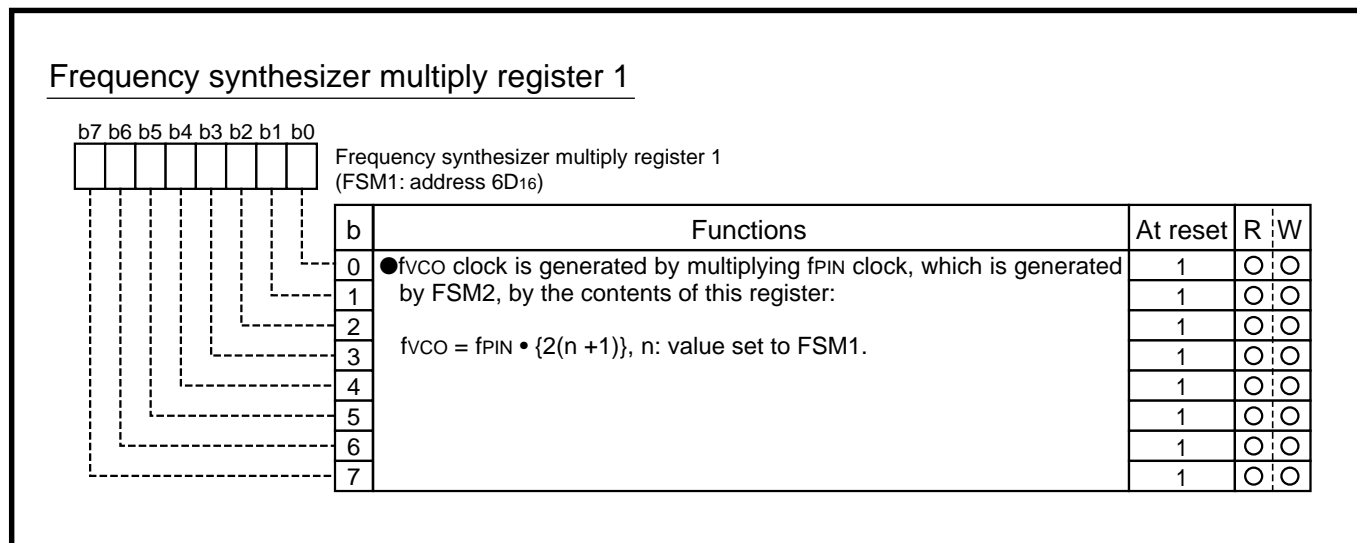 Frequency synthesizer multiply register 1
b7 b6 b5 b4 b3 b2 b1 b0
Frequency synthesizer multiply register 1
(FSM1: address 6D16)
b Functions At reset R W
0 ●fVCO clock is generated by multiplying fPIN clock, which is generated 1 O O
1 by FSM2, by the contents of this register: 1 O O
2 1 O O
3 fVCO = fPIN • {2(n +1)}, n: value set to FSM1. 1 O O
4 1 O O
5 1 O O
6 1 O O
7 1 O O